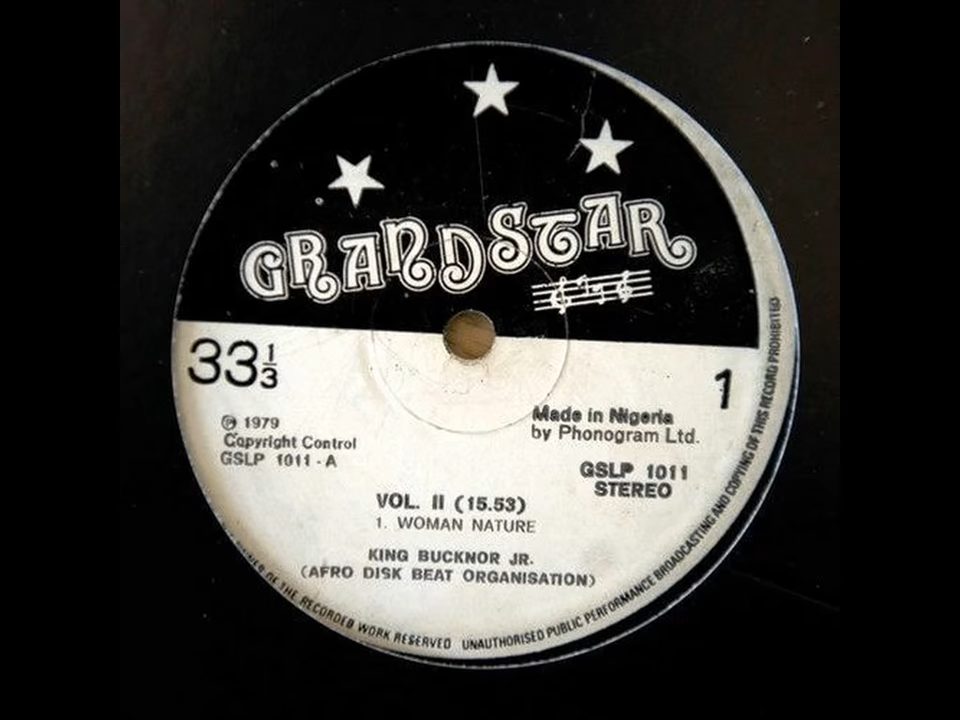 GRANDSTAR
33 1/3
1
Ⓟ 1979
Copyright Control
GSLP 1011 - A
Made in Nigeria
by Phonogram Ltd.
GSLP 1011
STEREO
VOL. II (15.53)
1. WOMAN NATURE
KING BUCKNOR JR.
(AFRO DISK BEAT ORGANISATION)
OF THE RECORDED WORK RESERVED UNAUTHORISED PUBLIC PERFORMANCE BROADCASTING AND COPYING OF THIS RECORD PROHIBITED